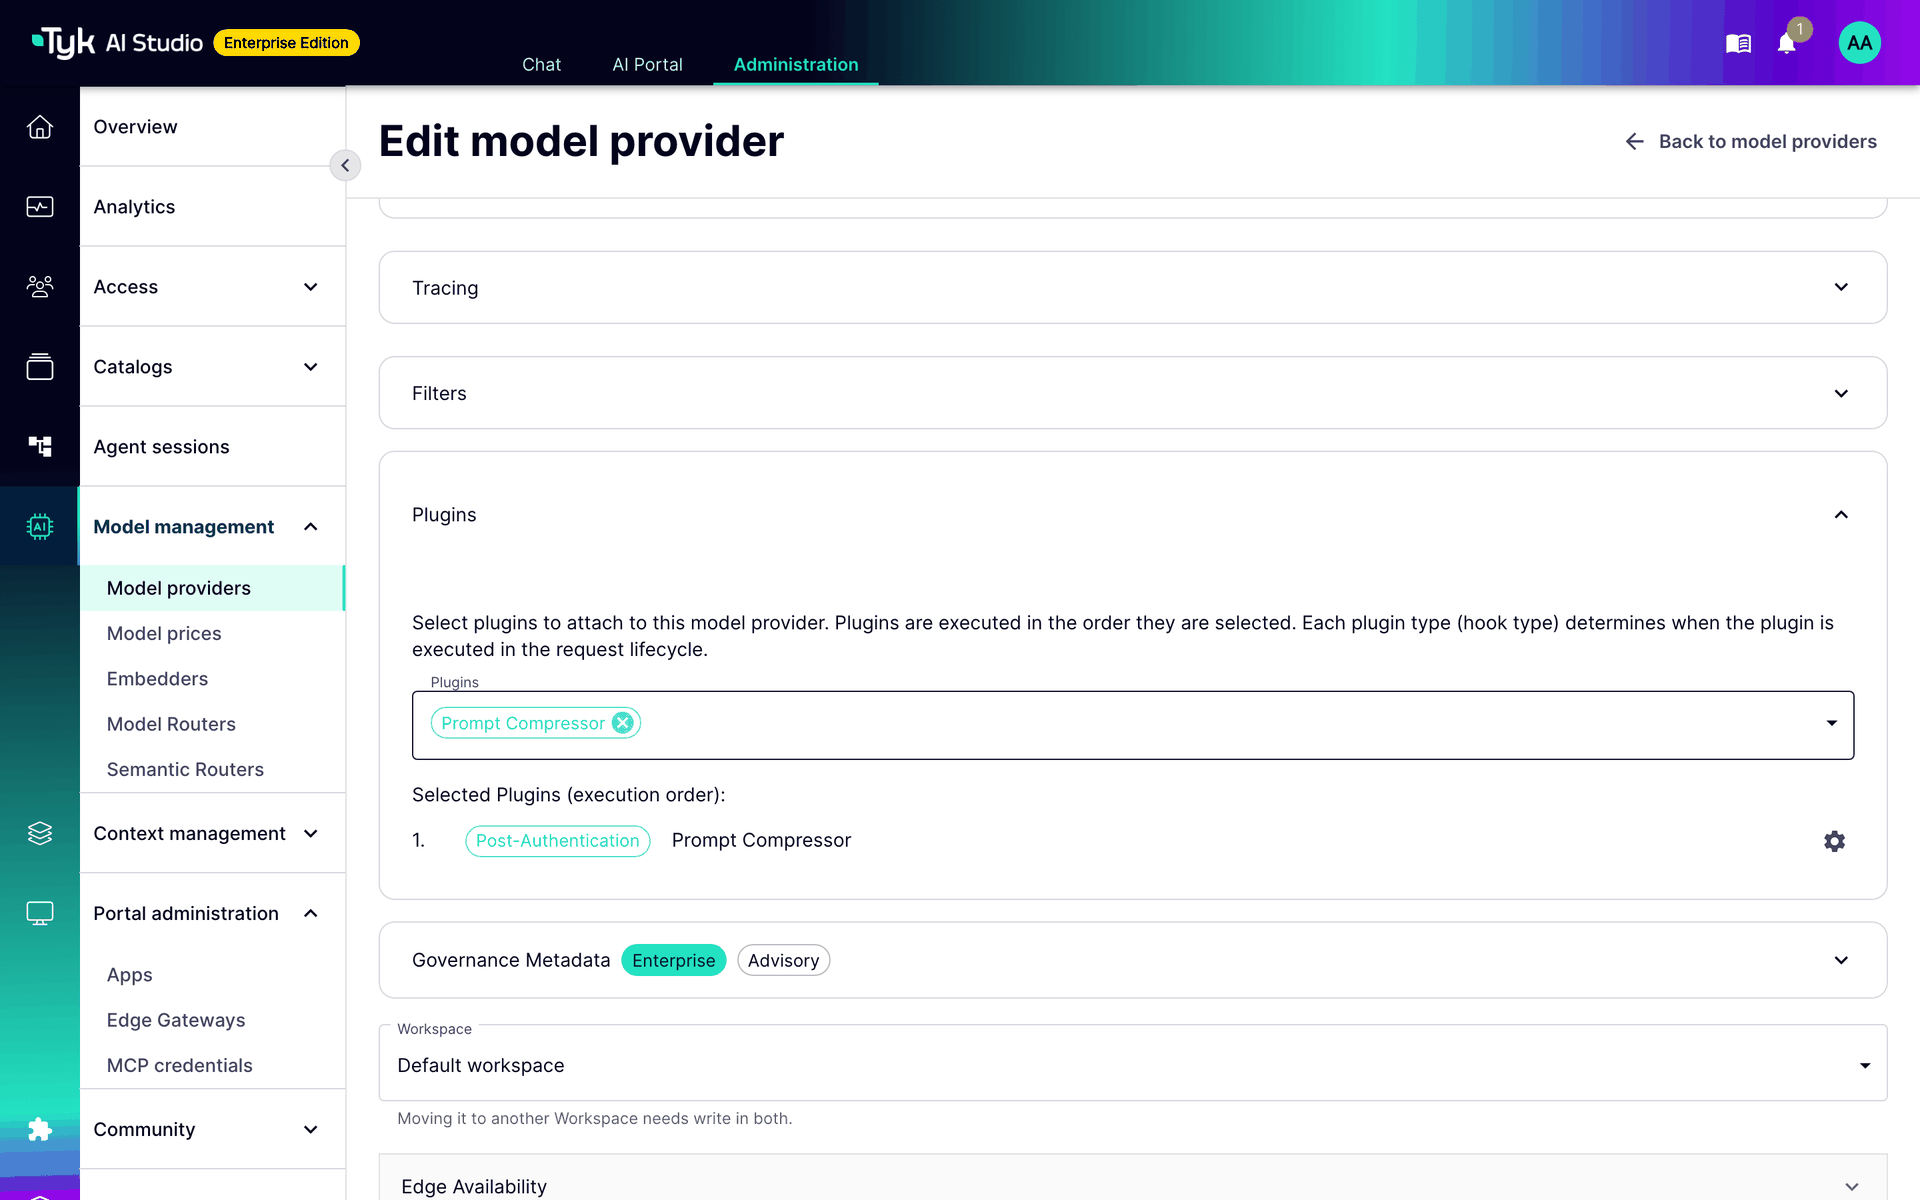 Tyk AI Studio Enterprise Edition
Chat
AI Portal
Administration
1
AA
Overview
Analytics
Access
Catalogs
Agent sessions
Model management
Model providers
Model prices
Embedders
Model Routers
Semantic Routers
Context management
Portal administration
Apps
Edge Gateways
MCP credentials
Community
Edit model provider
Back to model providers
Tracing
Filters
Plugins
Select plugins to attach to this model provider. Plugins are executed in the order they are selected. Each plugin type (hook type) determines when the plugin is
executed in the request lifecycle.
Plugins
Prompt Compressor
Selected Plugins (execution order):
1. Post-Authentication Prompt Compressor
Governance Metadata Enterprise Advisory
Workspace
Default workspace
Moving it to another Workspace needs write in both.
Edge Availability